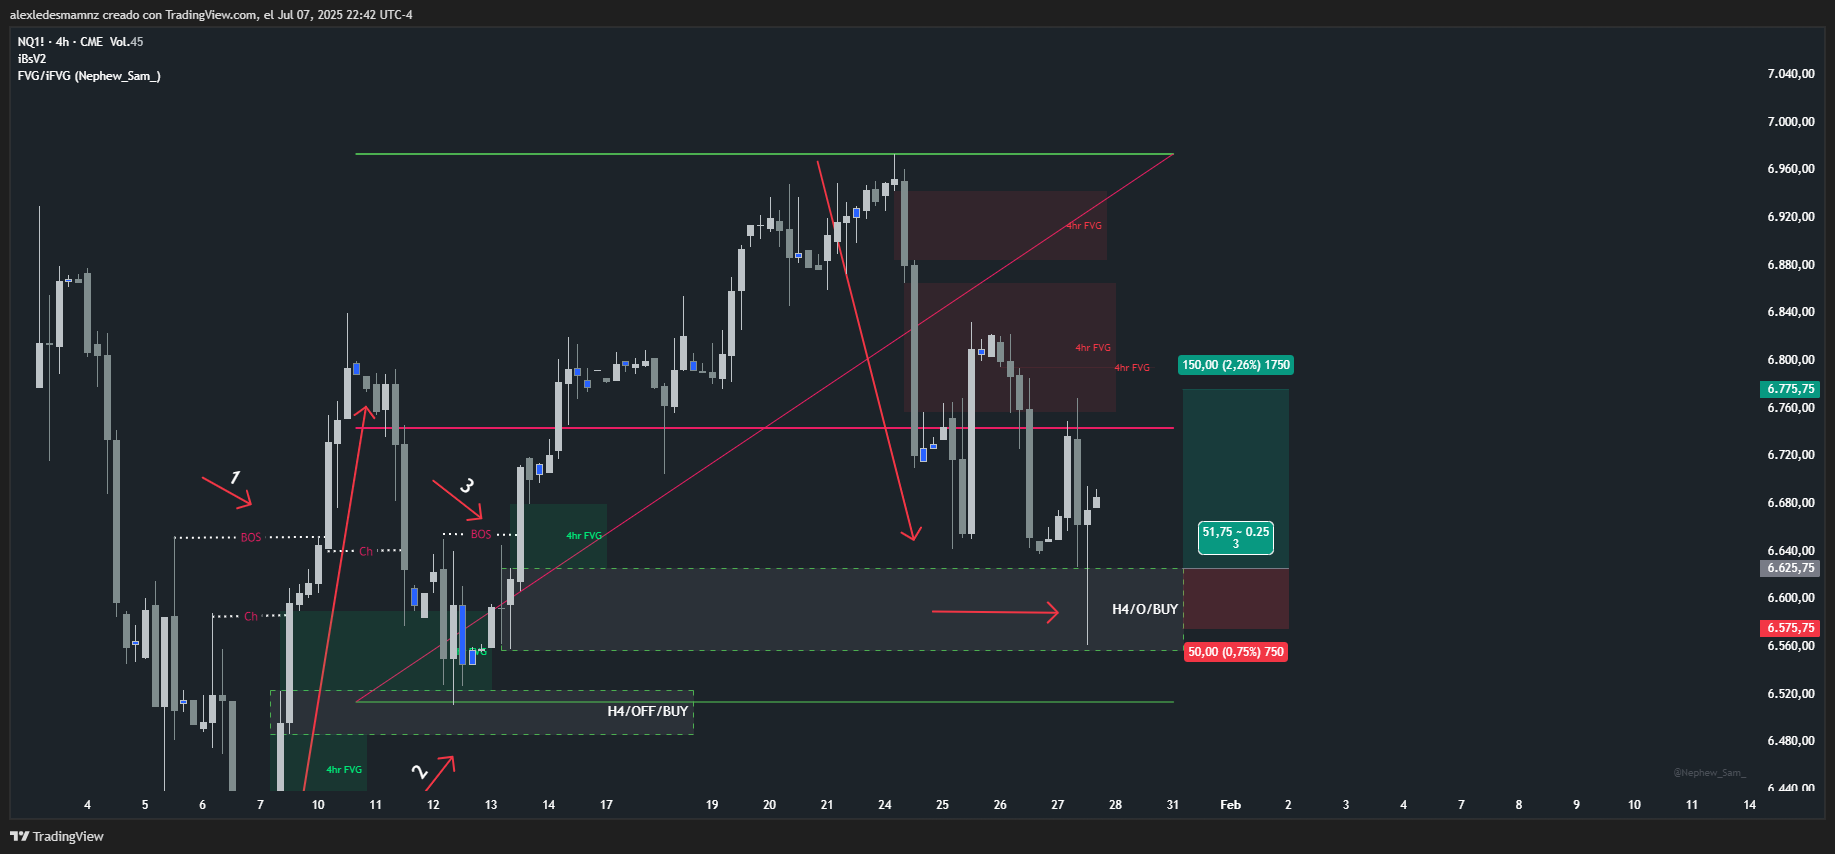 alexledesmamnz creado con TradingView.com, el Jul 07, 2025 22:42 UTC-4
NQ1! · 4h · CME Vol.45
iBsV2
FVG/iFVG (Nephew_Sam_)
7.040,00
7.000,00
6.960,00
6.920,00
6.880,00
6.840,00
6.800,00
6.775,75
6.760,00
6.720,00
6.680,00
6.640,00
6.625,75
6.600,00
6.575,75
6.560,00
6.520,00
6.480,00
6.440,00
4hr FVG
4hr FVG
4hr FVG
150,00 (2,26%) 1750
1
3
BOS
BOS
Ch
4hr FVG
51,75 ~ 0.25
3
Ch
H4/O/BUY
50,00 (0,75%) 750
H4/OFF/BUY
4hr FVG
2
@Nephew_Sam_
4 5 6 7 10 11 12 13 14 17 19 20 21 24 25 26 27 28 31 Feb 2 3 4 7 8 9 10 11 14
TradingView